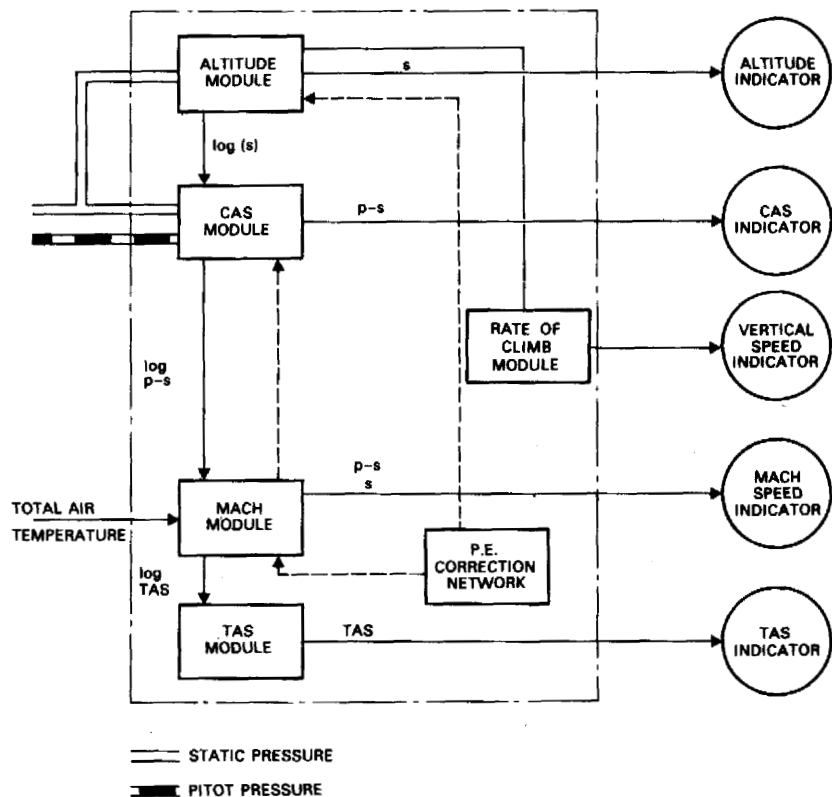 ALTITUDE
MODULE
s
ALTITUDE
INDICATOR
log (s)
CAS
MODULE
p-s
CAS
INDICATOR
RATE OF
CLIMB
MODULE
VERTICAL
SPEED
INDICATOR
log
p-s
p-s
s
MACH
MODULE
MACH
SPEED
INDICATOR
TOTAL AIR
TEMPERATURE
P.E.
CORRECTION
NETWORK
log
TAS
TAS
MODULE
TAS
TAS
INDICATOR
STATIC PRESSURE
PITOT PRESSURE